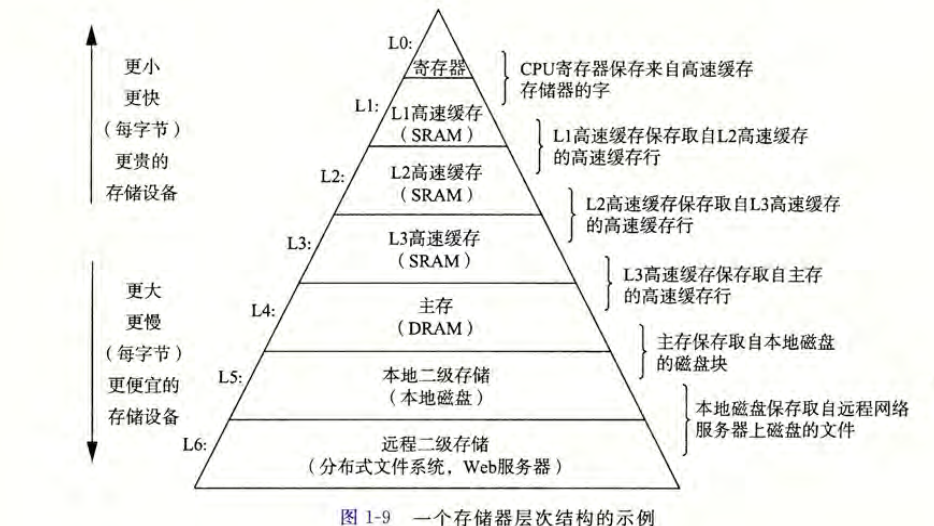 更小
更快
（每字节）
更贵的
存储设备
更大
更慢
（每字节）
更便宜的
存储设备
L0:
寄存器
CPU寄存器保存来自高速缓存
存储器的字
L1:
L1高速缓存
（SRAM）
L1高速缓存保存取自L2高速缓存
的高速缓存行
L2:
L2高速缓存
（SRAM）
L2高速缓存保存取自L3高速缓存
的高速缓存行
L3:
L3高速缓存
（SRAM）
L3高速缓存保存取自主存
的高速缓存行
L4:
主存
（DRAM）
主存保存取自本地磁盘
的磁盘块
L5:
本地二级存储
（本地磁盘）
本地磁盘保存取自远程网络
服务器上磁盘的文件
L6:
远程二级存储
（分布式文件系统，Web服务器）
图 1-9 一个存储器层次结构的示例